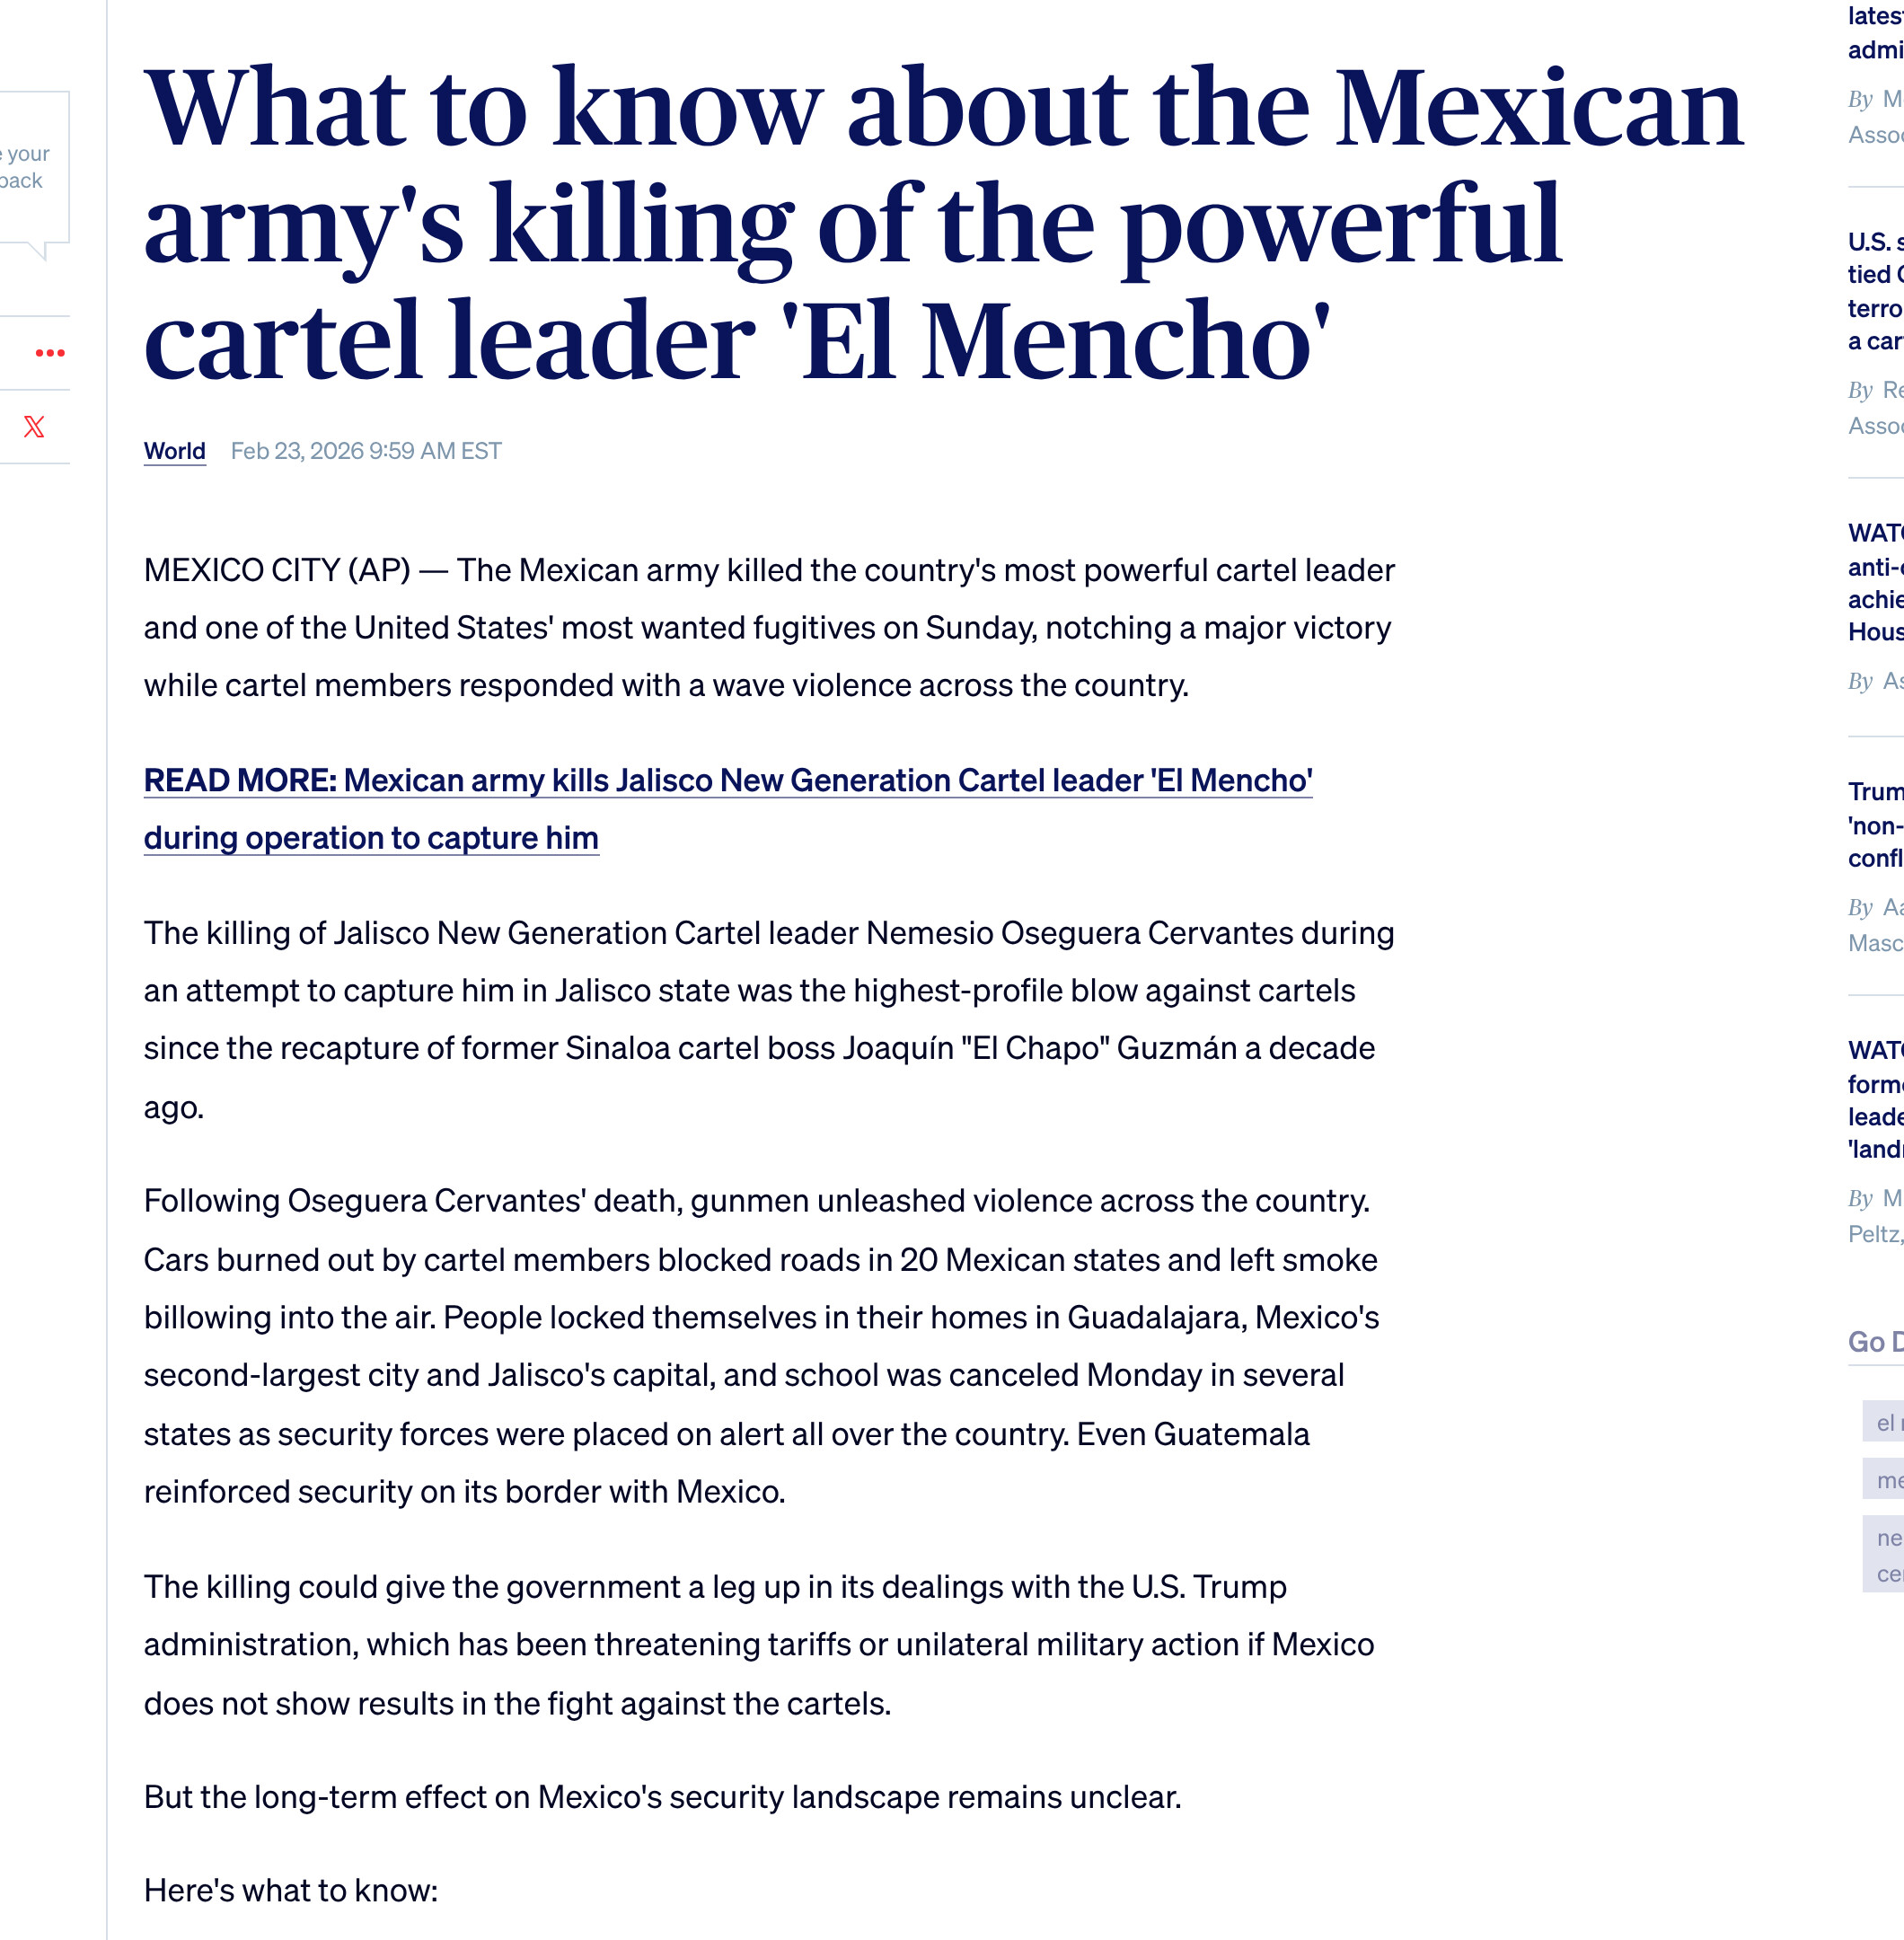 What to know about the Mexican
army's killing of the powerful
cartel leader 'El Mencho'
World Feb 23, 2026 9:59 AM EST
MEXICO CITY (AP) — The Mexican army killed the country's most powerful cartel leader
and one of the United States' most wanted fugitives on Sunday, notching a major victory
while cartel members responded with a wave violence across the country.
READ MORE: Mexican army kills Jalisco New Generation Cartel leader 'El Mencho'
during operation to capture him
The killing of Jalisco New Generation Cartel leader Nemesio Oseguera Cervantes during
an attempt to capture him in Jalisco state was the highest-profile blow against cartels
since the recapture of former Sinaloa cartel boss Joaquín "El Chapo" Guzmán a decade
ago.
Following Oseguera Cervantes' death, gunmen unleashed violence across the country.
Cars burned out by cartel members blocked roads in 20 Mexican states and left smoke
billowing into the air. People locked themselves in their homes in Guadalajara, Mexico's
second-largest city and Jalisco's capital, and school was canceled Monday in several
states as security forces were placed on alert all over the country. Even Guatemala
reinforced security on its border with Mexico.
The killing could give the government a leg up in its dealings with the U.S. Trump
administration, which has been threatening tariffs or unilateral military action if Mexico
does not show results in the fight against the cartels.
But the long-term effect on Mexico's security landscape remains unclear.
Here's what to know:
your
By
U.S.
tied
By
By
By
By
Peltz,
Go